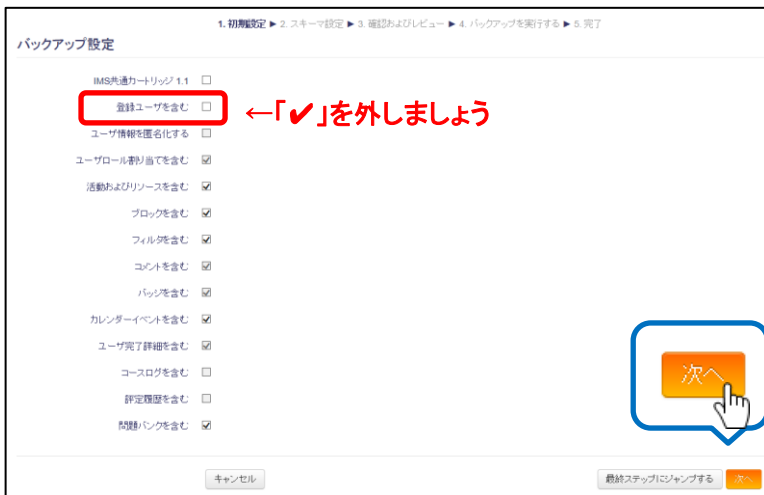 1. 初期設定 ▶ 2. スキーマ設定 ▶ 3. 確認およびレビュー ▶ 4. バックアップを実行する ▶ 5. 完了
バックアップ設定
IMS共通カートリッジ 1.1
登録ユーザを含む
←「✔」を外しましょう
ユーザ情報を匿名化する
ユーザロール割り当てを含む
活動およびリソースを含む
ブロックを含む
フィルタを含む
コメントを含む
バッジを含む
カレンダーイベントを含む
ユーザ完了詳細を含む
コースログを含む
次へ
評定履歴を含む
問題バンクを含む
キャンセル
最終ステップにジャンプする
次へ